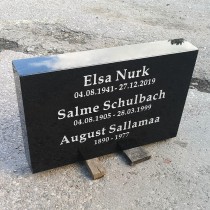 Elsa Nurk
04.08.1941- 27.12.2019
Salme Schulbach
04.08.1905 - 28.03.1999
August Sallamaa
1890 - 1977